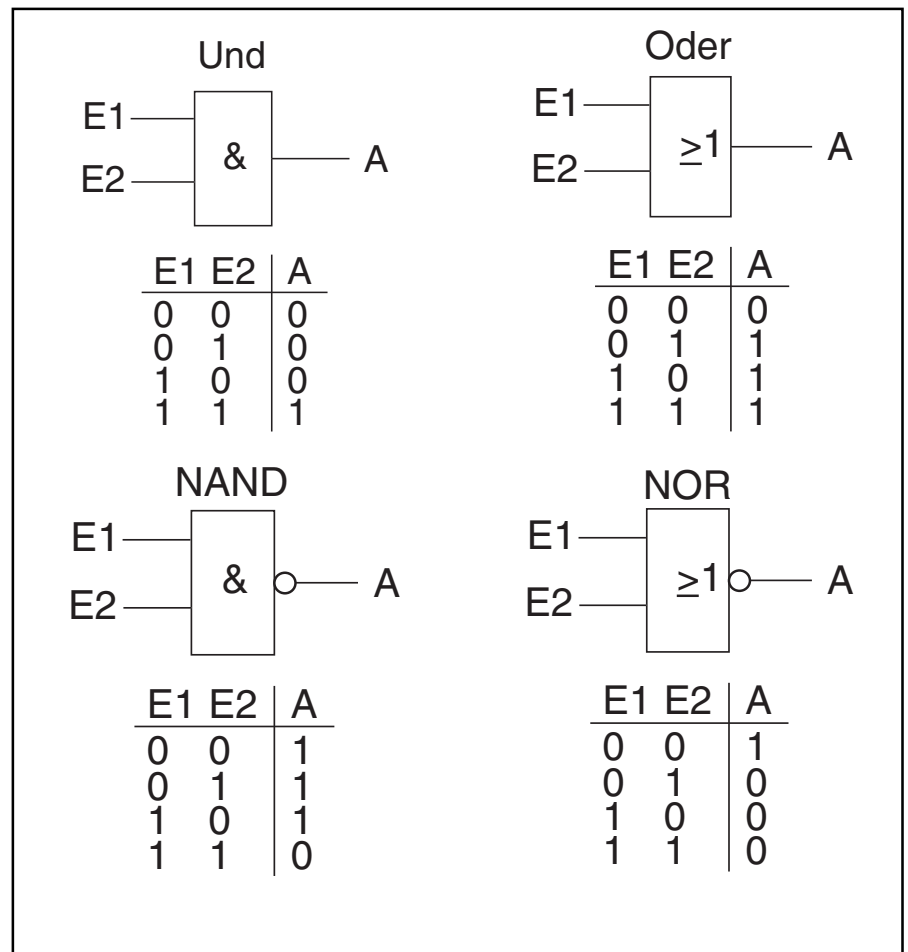 Und
E1
&
A
E2
E1 E2 A
0 0 0
0 1 0
1 0 0
1 1 1
Oder
E1
≥1
A
E2
E1 E2 A
0 0 0
0 1 1
1 0 1
1 1 1
NAND
E1
&
A
E2
E1 E2 A
0 0 1
0 1 1
1 0 1
1 1 0
NOR
E1
≥1
A
E2
E1 E2 A
0 0 1
0 1 0
1 0 0
1 1 0